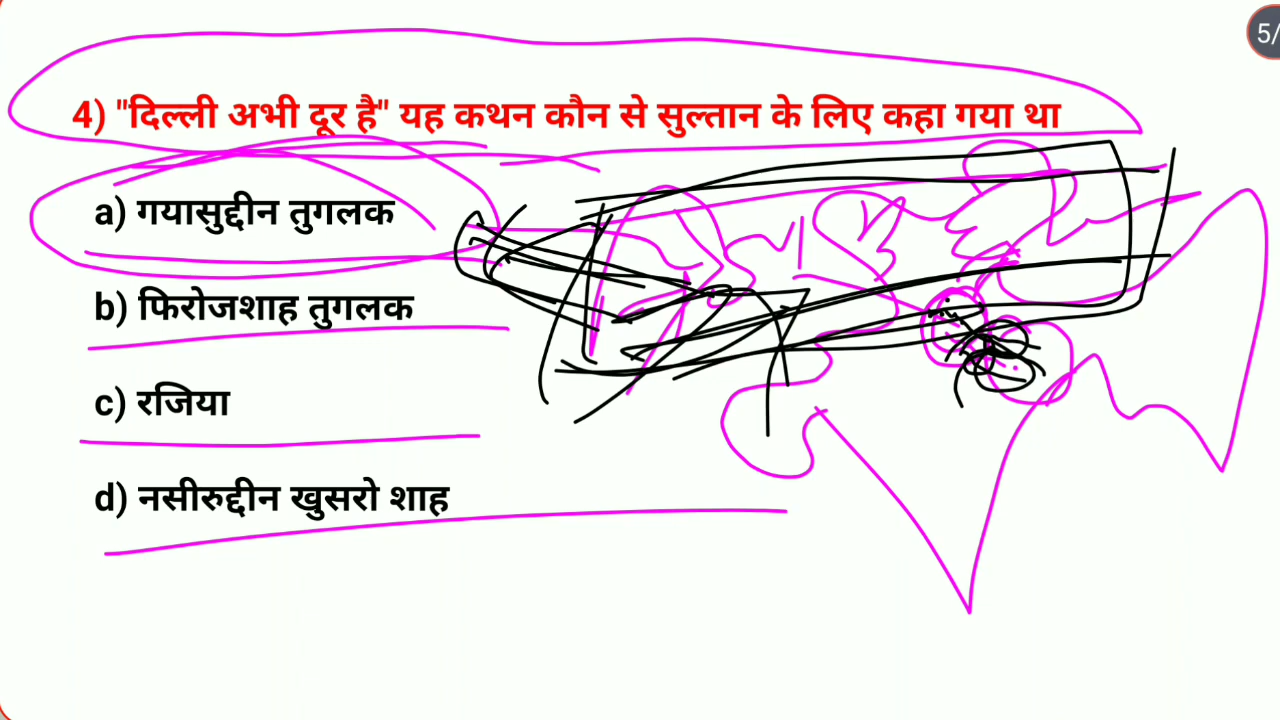 5/
4) "दिल्ली अभी दूर है" यह कथन कौन से सुल्तान के लिए कहा गया था
a) गयासुद्दीन तुगलक
b) फिरोजशाह तुगलक
c) रजिया
d) नसीरुद्दीन खुसरो शाह